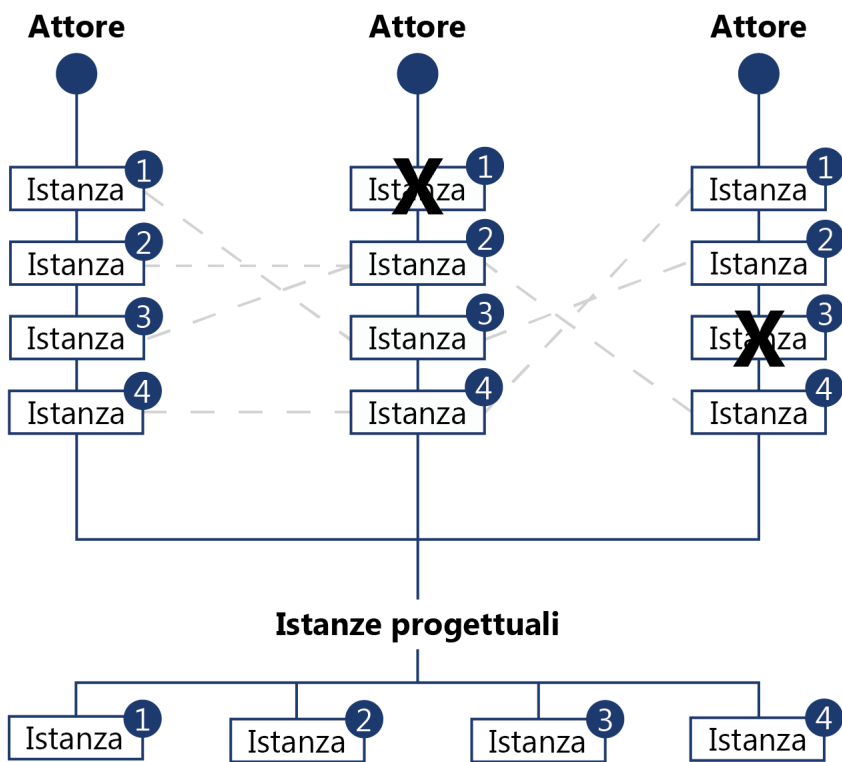 Attore Attore Attore
Istanza 1 Istanza 1 Istanza 1
X
Istanza 2 Istanza 2 Istanza 2
Istanza 3 Istanza 3 Istanza 3
X
Istanza 4 Istanza 4 Istanza 4
Istanze progettuali
Istanza 1 Istanza 2 Istanza 3 Istanza 4